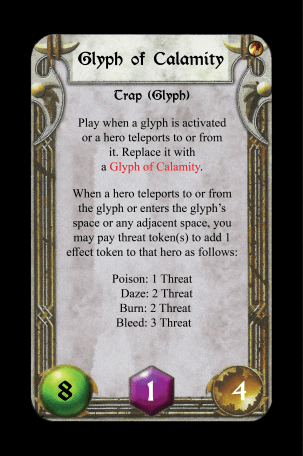 Glyph of Calamity
Trap (Glyph)
Play when a glyph is activated
or a hero teleports to or from
it. Replace it with
a Glyph of Calamity.
When a hero teleports to or from
the glyph or enters the glyph's
space or any adjacent space, you
may pay threat token(s) to add 1
effect token to that hero as follows:
Poison: 1 Threat
Daze: 2 Threat
Burn: 2 Threat
Bleed: 3 Threat
8
1
4